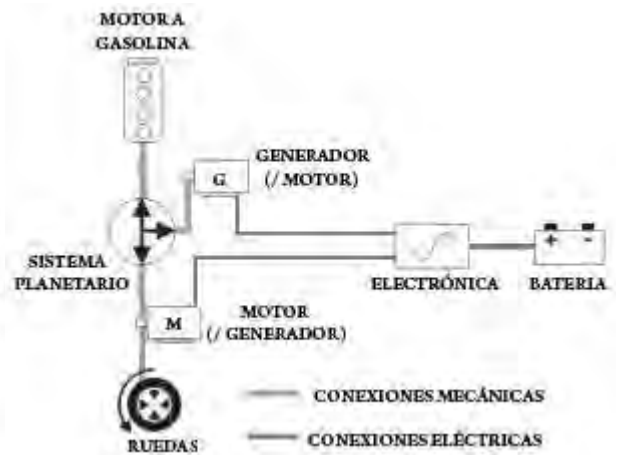 MOTOR A
GASOLINA
GENERADOR
(/ MOTOR)
G
SISTEMA
PLANETARIO
ELECTRÓNICA
+ -
BATERIA
M
MOTOR
(/ GENERADOR)
RUEDAS
CONEXIONES MECÁNICAS
CONEXIONES ELÉCTRICAS